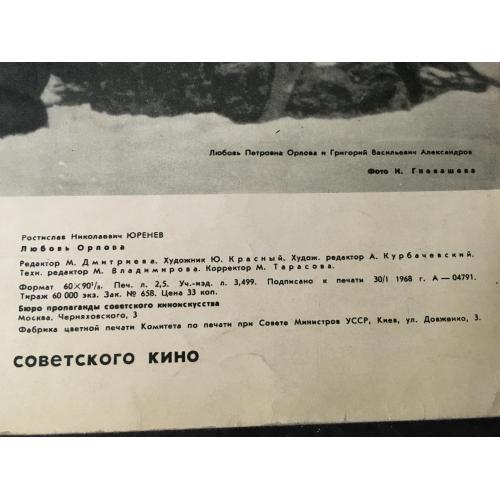 Любовь Петровна Орлова и Григорий Васильевич Александров
Фото И. Гневашева
Ростислав Николаевич ЮРЕНЕВ
Любовь Орлова
Редактор М. Дмитриева. Художник Ю. Красный. Худож. редактор А. Курбачевский.
Техн. редактор М. Владимирова. Корректор М. Тарасова.
Формат 60×90¹/₈. Печ. л. 2,5. Уч.-изд. л. 3,499. Подписано к печати 30/I 1968 г. А — 04791.
Тираж 60 000 экз. Зак. № 658. Цена 33 коп.
Бюро пропаганды советского киноискусства
Москва, Черняховского, 3
Фабрика цветной печати Комитета по печати при Совете Министров УССР, Киев, ул. Довженко, 3.
советского кино